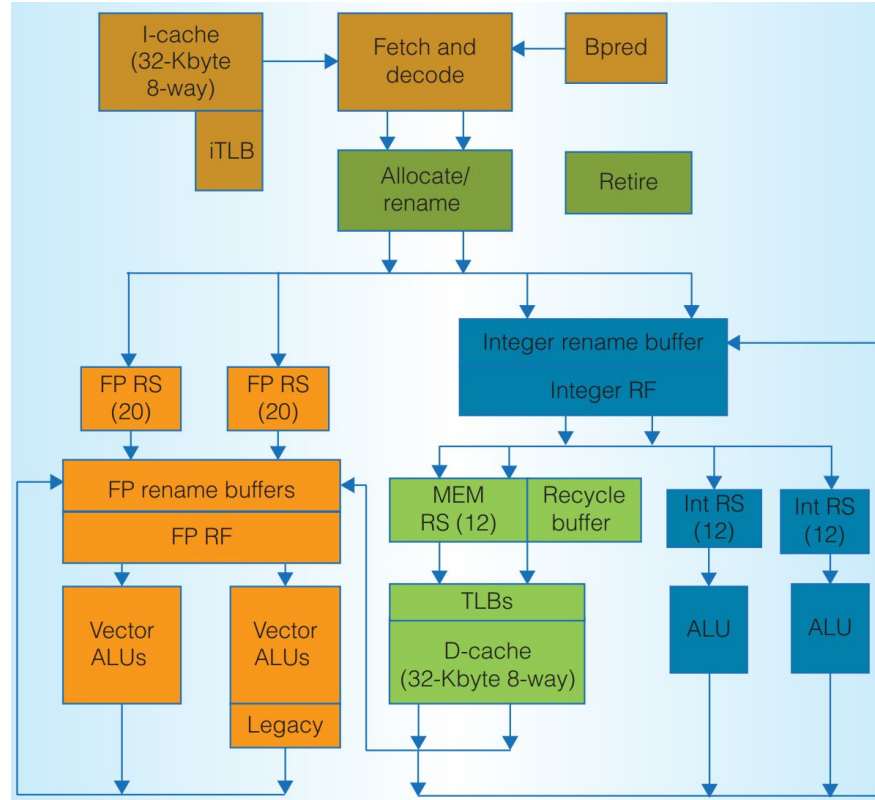 I-cache
(32-Kbyte
8-way)
iTLB
Fetch and
decode
Bpred
Allocate/
rename
Retire
Integer rename buffer
Integer RF
FP RS
(20)
FP RS
(20)
FP rename buffers
FP RF
Vector
ALUs
Vector
ALUs
Legacy
MEM
RS (12)
Recycle
buffer
TLBs
D-cache
(32-Kbyte 8-way)
Int RS
(12)
Int RS
(12)
ALU
ALU